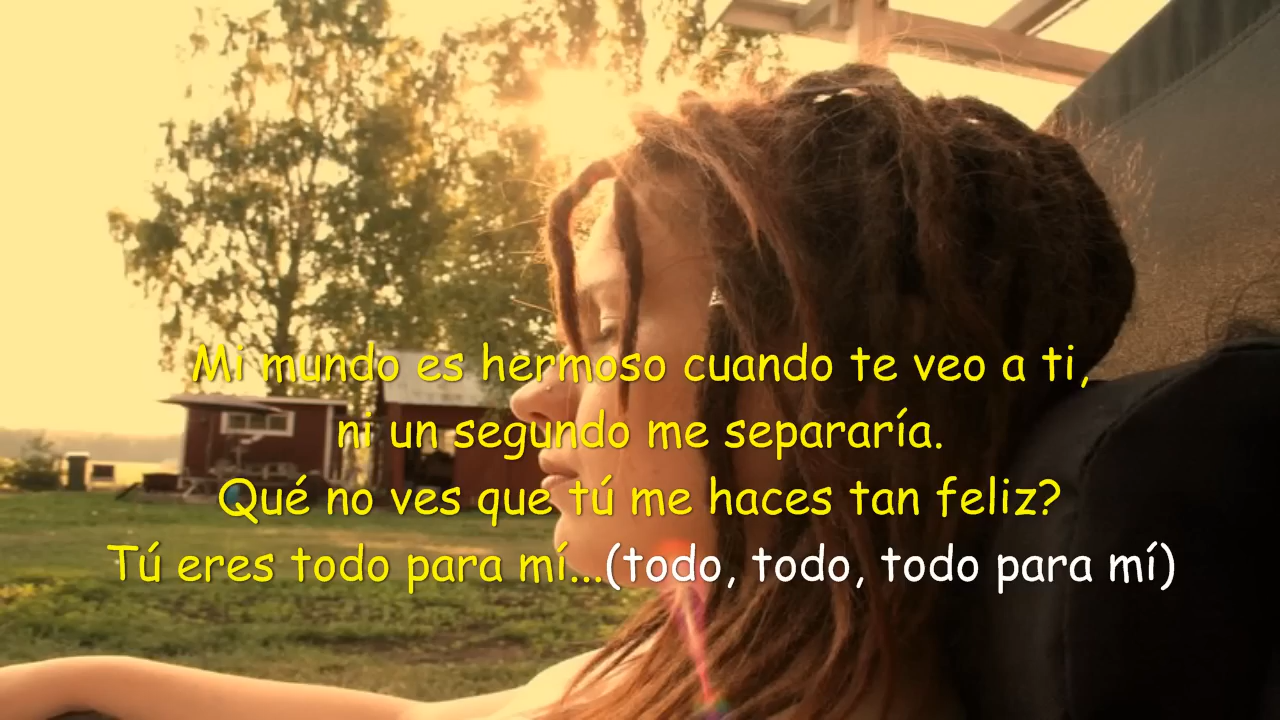 Mi mundo es hermoso cuando te veo a ti,
ni un segundo me separaría.
Qué no ves que tú me haces tan feliz?
Tú eres todo para mí...(todo, todo, todo para mí)